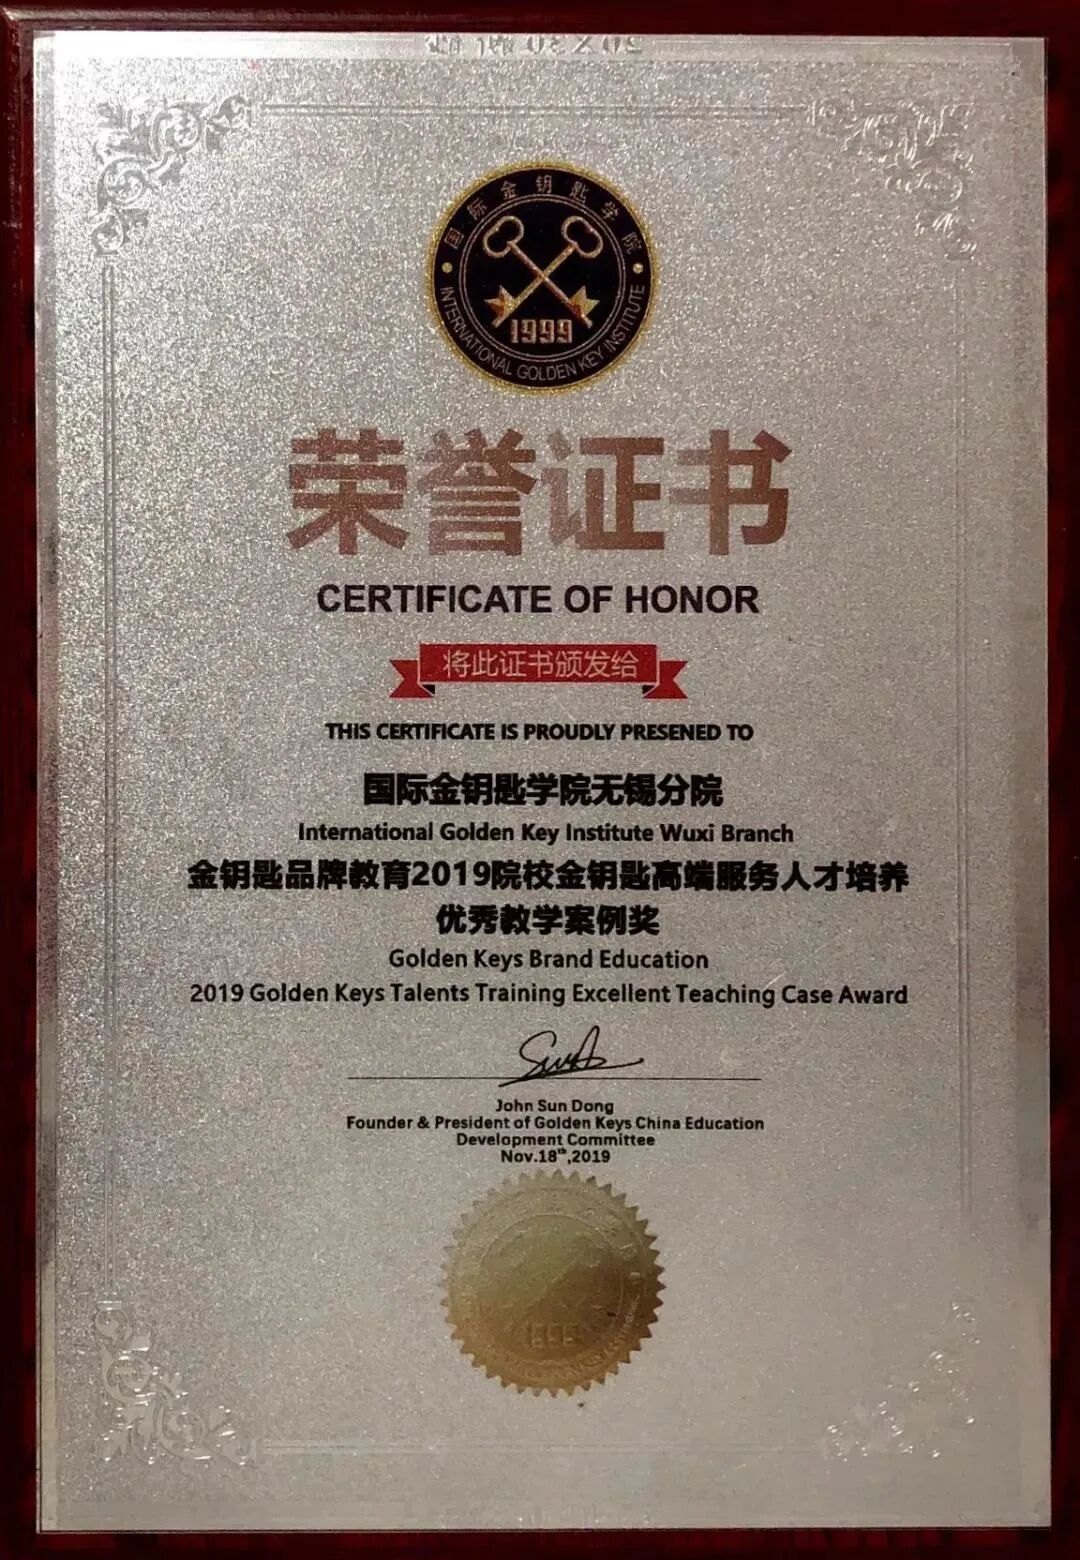 国际金钥匙学院
1999
INTERNATIONAL GOLDEN KEY INSTITUTE
荣誉证书
CERTIFICATE OF HONOR
将此证书颁发给
THIS CERTIFICATE IS PROUDLY PRESENED TO
国际金钥匙学院无锡分院
International Golden Key Institute Wuxi Branch
金钥匙品牌教育2019院校金钥匙高端服务人才培养
优秀教学案例奖
Golden Keys Brand Education
2019 Golden Keys Talents Training Excellent Teaching Case Award
John Sun Dong
Founder & President of Golden Keys China Education
Development Committee
Nov.18th,2019